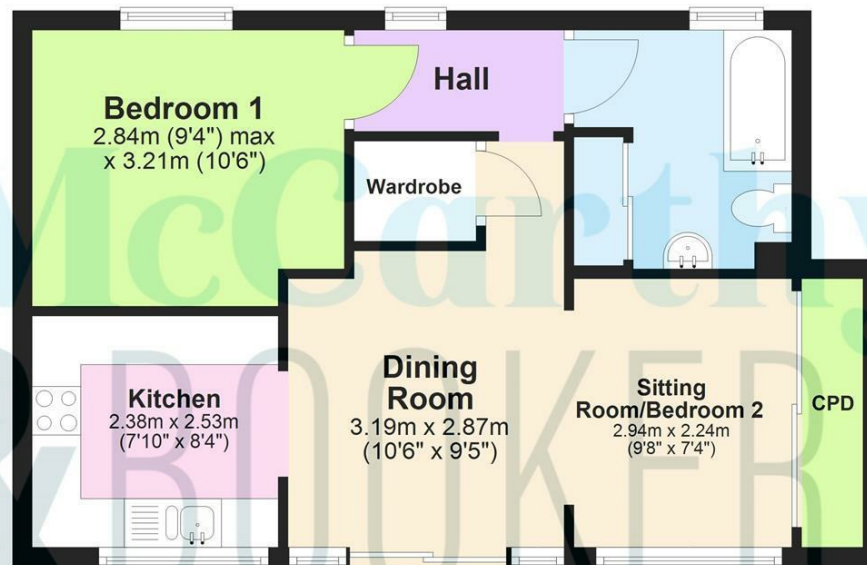 Bedroom 1
2.84m (9'4") max
x 3.21m (10'6")
Hall
Wardrobe
McCarthy
& BOOKER
Kitchen
2.38m x 2.53m
(7'10" x 8'4")
Dining
Room
3.19m x 2.87m
(10'6" x 9'5")
Sitting
Room/Bedroom 2
2.94m x 2.24m
(9'8" x 7'4")
CPD